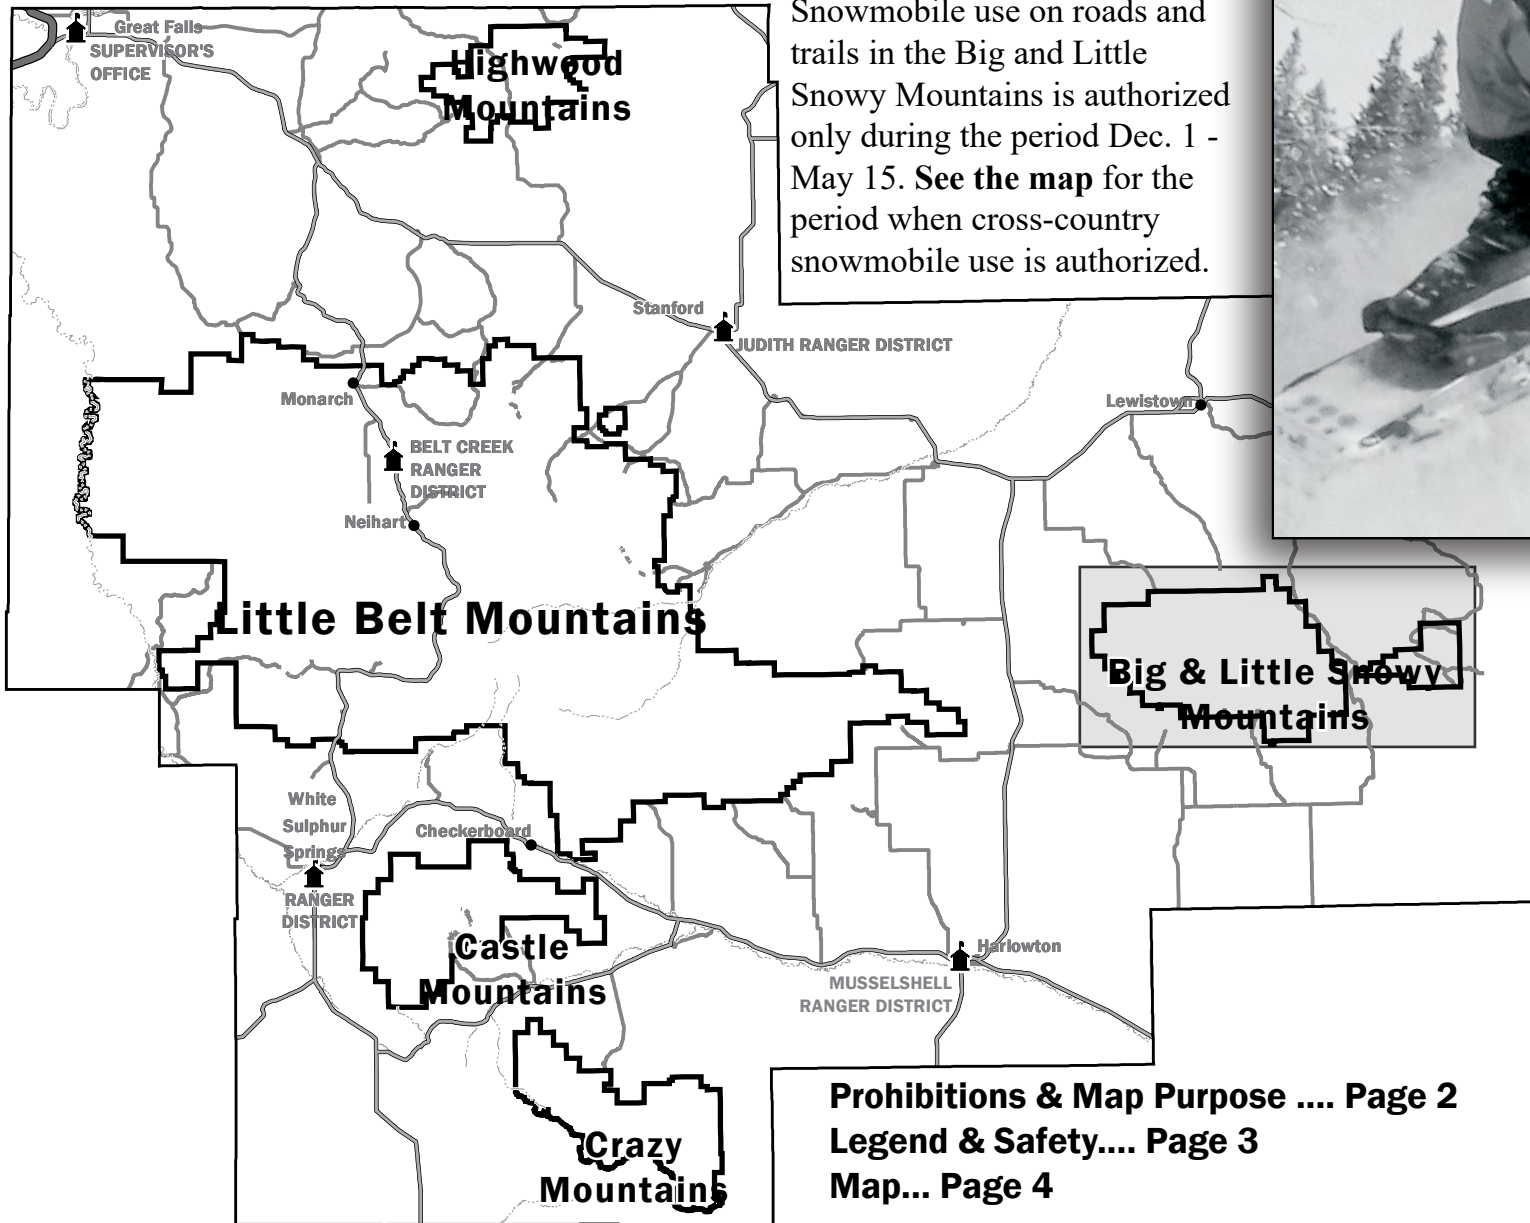 Snowmobile use on roads and
trails in the Big and Little
Snowy Mountains is authorized
only during the period Dec. 1 -
May 15. See the map for the
period when cross-country
snowmobile use is authorized.
Great Falls
SUPERVISOR'S
OFFICE
Highwood
Mountains
Stanford
JUDITH RANGER DISTRICT
Monarch
Lewistown
BELT CREEK
RANGER
DISTRICT
Neihart
Little Belt Mountains
Big & Little Snowy
Mountains
White
Sulphur
Springs
RANGER
DISTRICT
Checkerboard
Castle
Mountains
Harlowton
MUSSELSHELL
RANGER DISTRICT
Crazy
Mountains
Prohibitions & Map Purpose .... Page 2
Legend & Safety.... Page 3
Map... Page 4